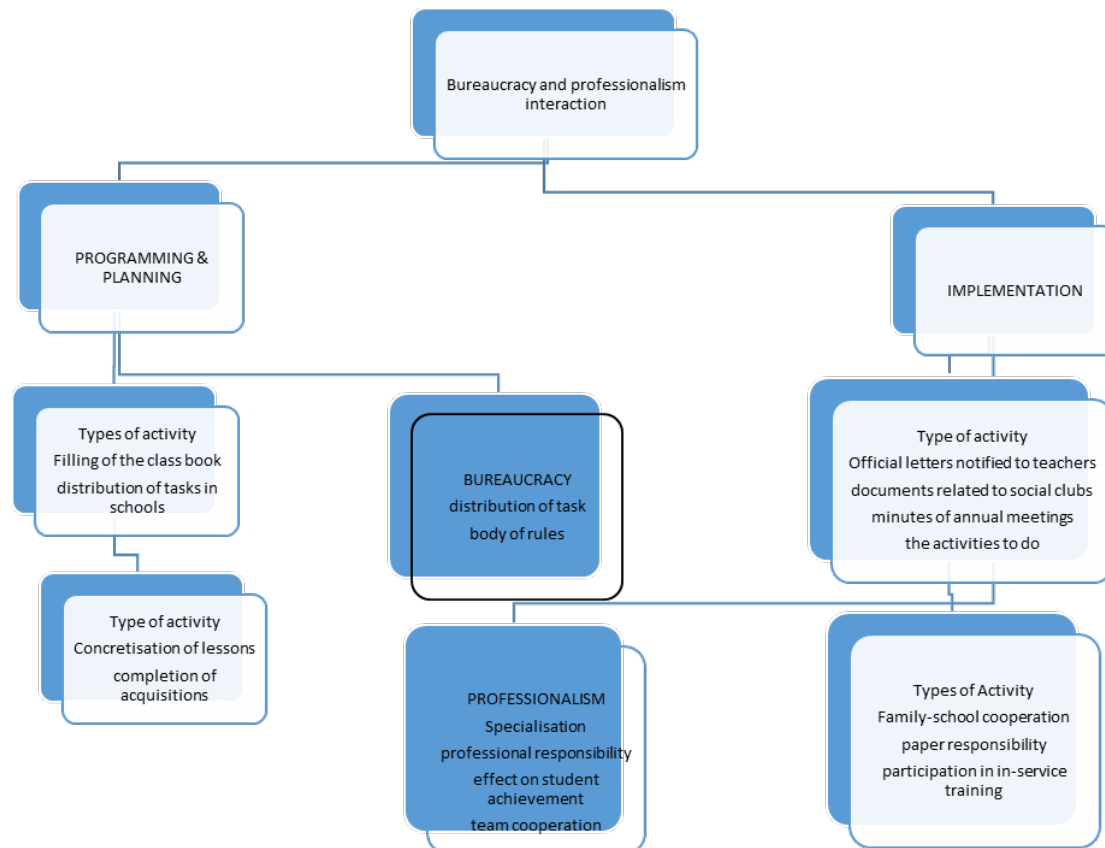 Bureaucracy and professionalism
interaction
PROGRAMMING &
PLANNING
IMPLEMENTATION
Types of activity
Filling of the class book
distribution of tasks in
schools
BUREAUCRACY
distribution of task
body of rules
Type of activity
Official letters notified to teachers
documents related to social clubs
minutes of annual meetings
the activities to do
Type of activity
Concretisation of lessons
completion of
acquisitions
PROFESSIONALISM
Specialisation
professional responsibility
effect on student
achievement
team cooperation
Types of Activity
Family-school cooperation
paper responsibility
participation in in-service
training